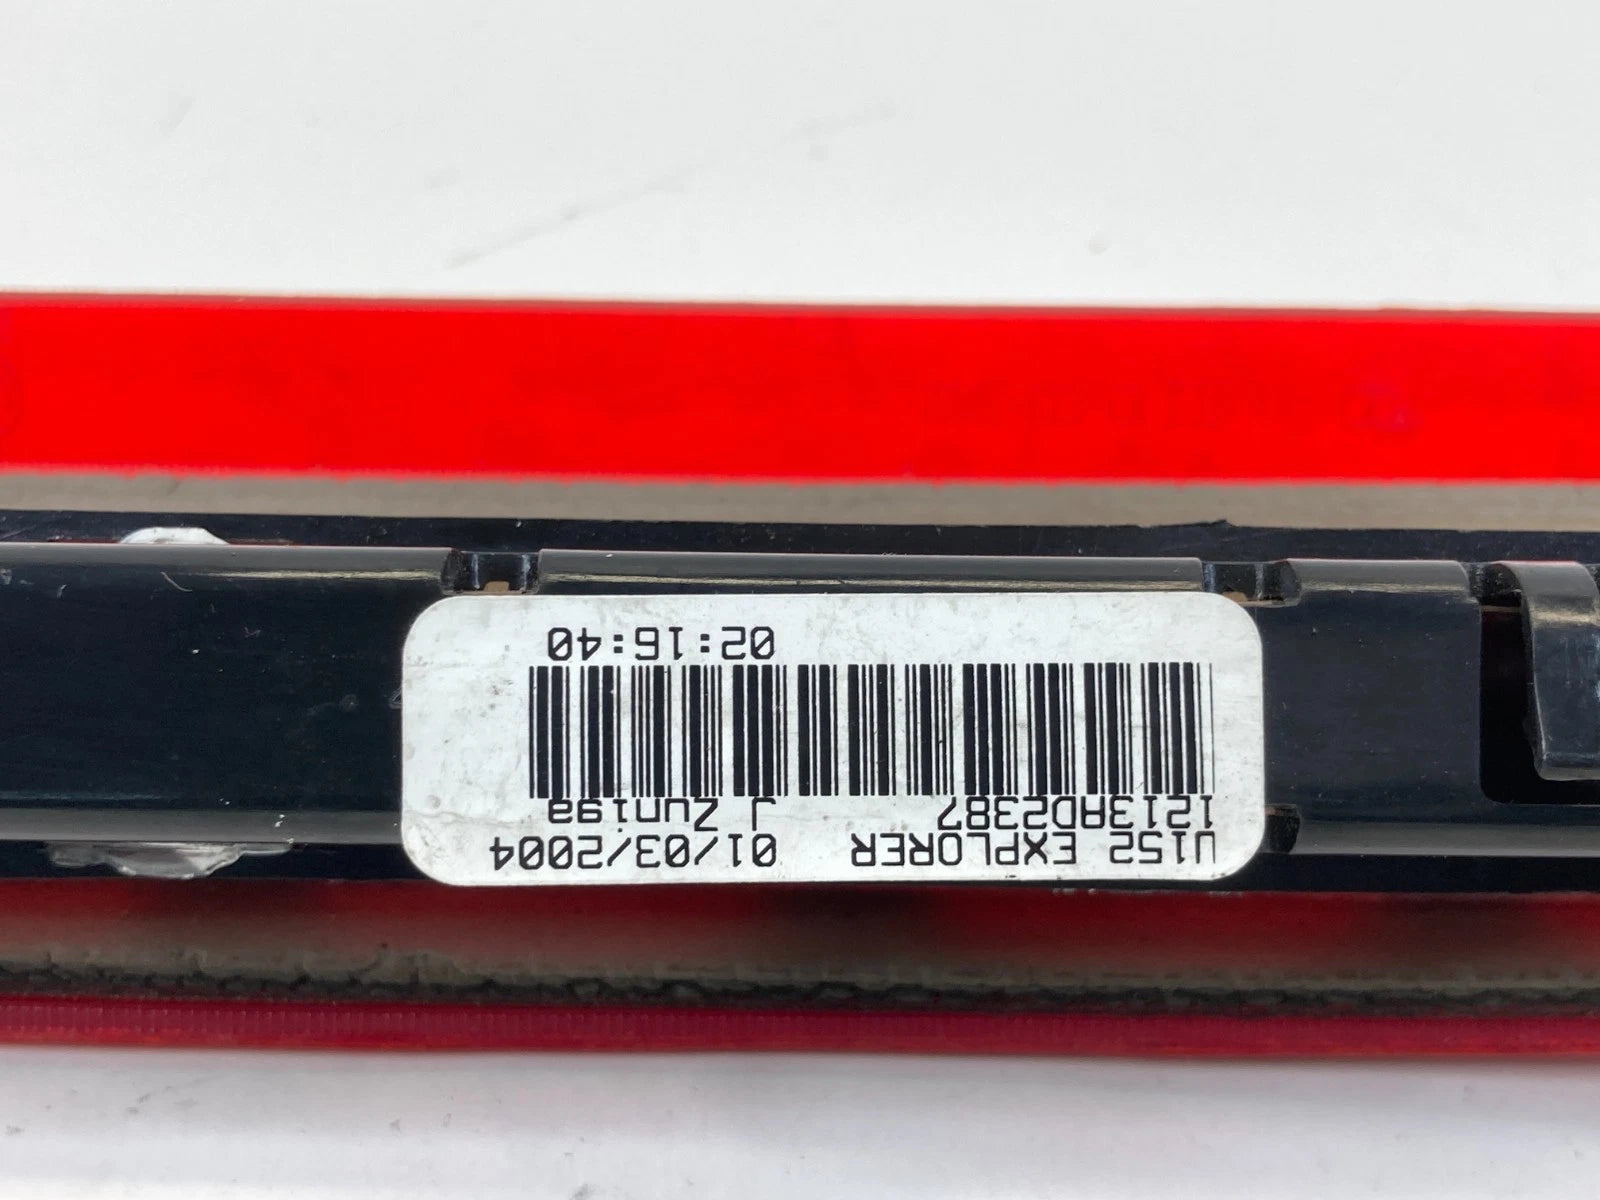 U152 EXPLORER 01/03/2004
1213AD2387 J Zuniga
02:16:40